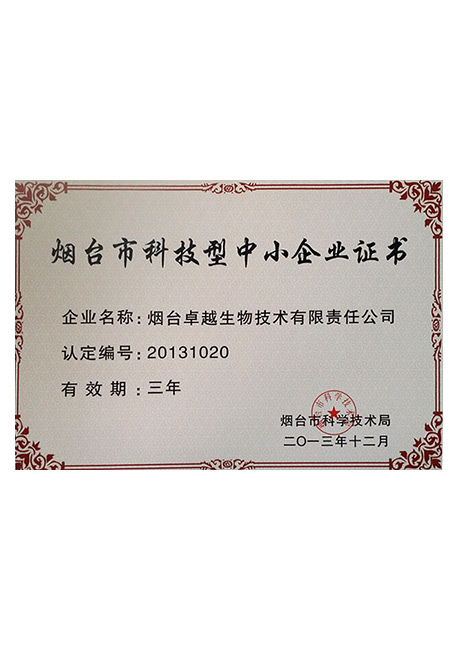 烟台市科技型中小企业证书
企业名称：烟台卓越生物技术有限责任公司
认定编号：20131020
有效期：三年
烟台市科学技术局
二〇一三年十二月